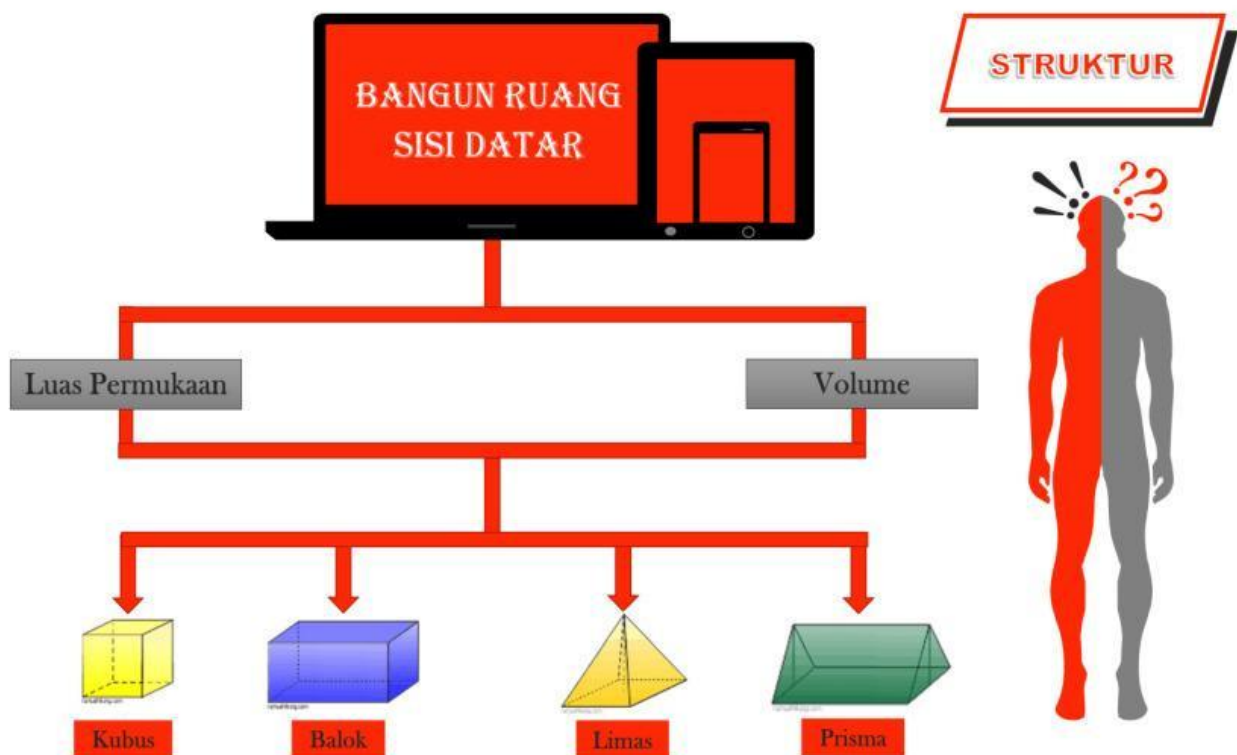 BANGUN RUANG
SISI DATAR
STRUKTUR
Luas Permukaan
Volume
Kubus
Balok
Limas
Prisma